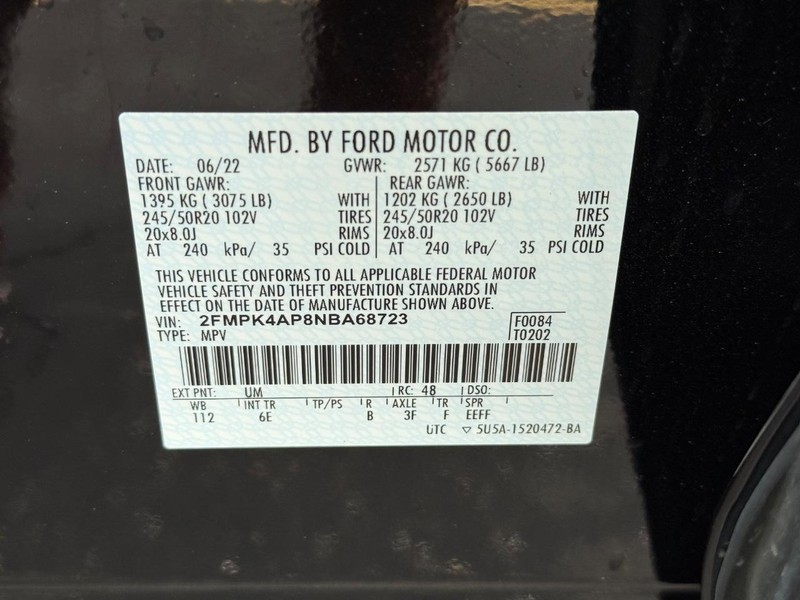 MFD. BY FORD MOTOR CO.
DATE: 06/22 GVWR: 2571 KG ( 5667 LB)
FRONT GAWR: REAR GAWR:
1395 KG ( 3075 LB) WITH 1202 KG ( 2650 LB) WITH
245/50R20 102V TIRES 245/50R20 102V TIRES
20x8.0J RIMS 20x8.0J RIMS
AT 240 kPa/ 35 PSI COLD AT 240 kPa/ 35 PSI COLD
THIS VEHICLE CONFORMS TO ALL APPLICABLE FEDERAL MOTOR
VEHICLE SAFETY AND THEFT PREVENTION STANDARDS IN
EFFECT ON THE DATE OF MANUFACTURE SHOWN ABOVE.
VIN: 2FMPK4AP8NBA68723 F0084
TYPE: MPV T0202
EXT PNT: UM RC: 48 DSO:
WB INT TR TP/PS R AXLE TR SPR
112 6E B 3F F EEFF
UTC ▽ 5U5A-1520472-BA